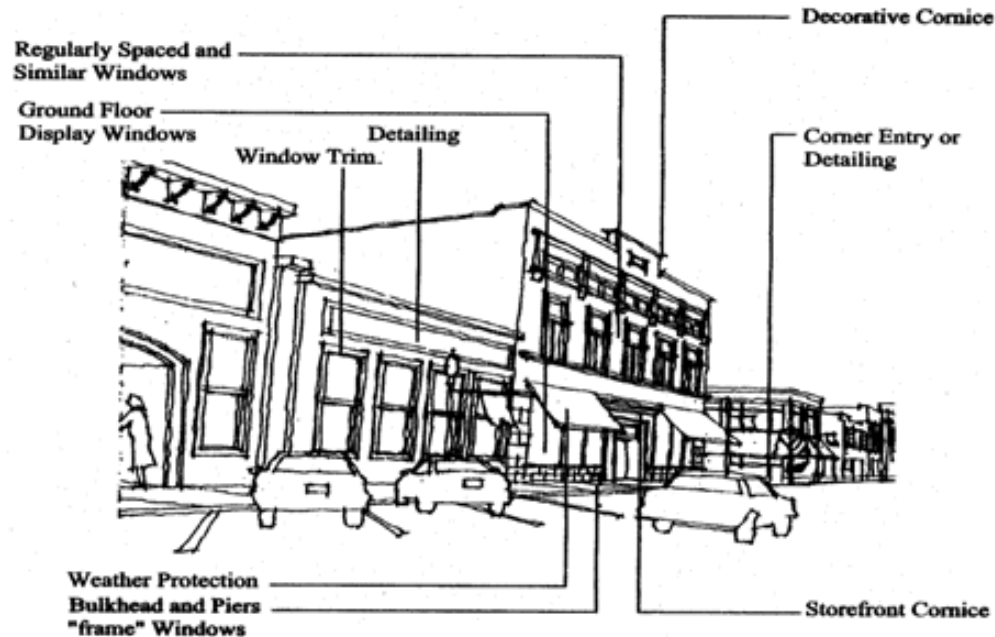 Decorative Cornice
Regularly Spaced and
Similar Windows
Ground Floor
Display Windows
Detailing
Window Trim.
Corner Entry or
Detailing
Weather Protection
Bulkhead and Piers
"frame" Windows
Storefront Cornice